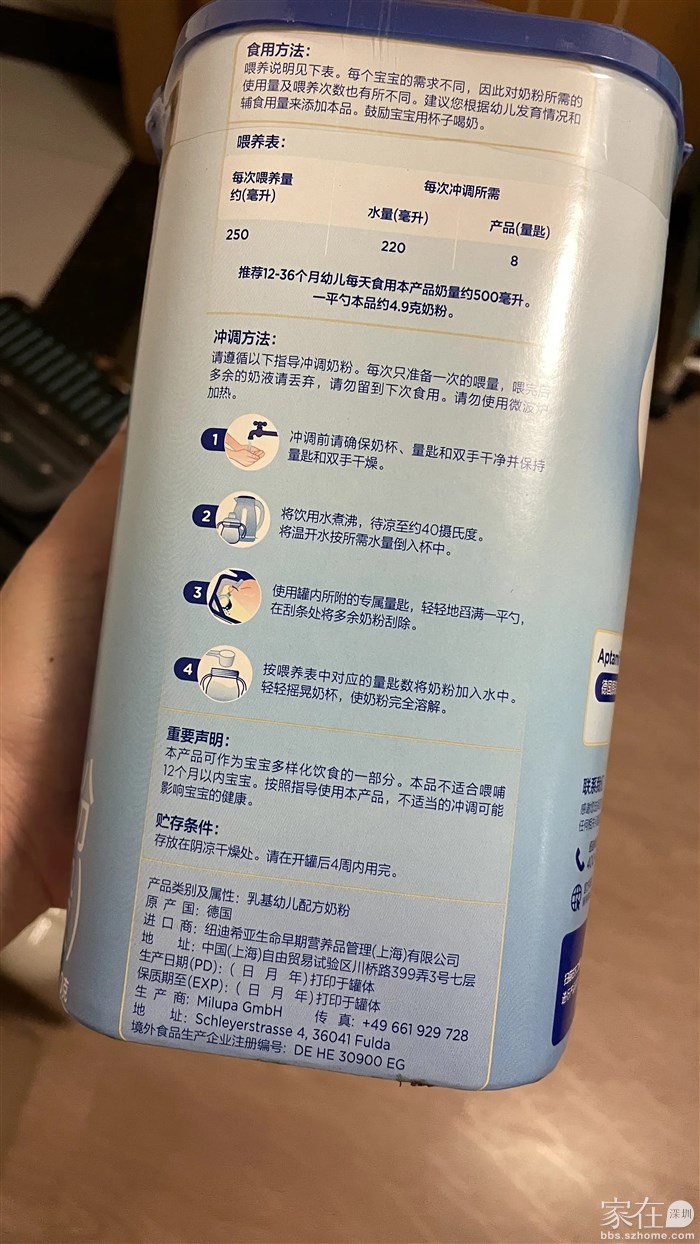 食用方法：
喂养说明见下表。每个宝宝的需求不同，因此对奶粉所需的
使用量及喂养次数也有所不同。建议您根据幼儿发育情况和
辅食用量来添加本品。鼓励宝宝用杯子喝奶。
喂养表：
每次喂养量
约(毫升)
每次冲调所需
水量(毫升)
产品(量匙)
250
220
8
推荐12-36个月幼儿每天食用本产品奶量约500毫升。
一平勺本品约4.9克奶粉。
冲调方法：
请遵循以下指导冲调奶粉。每次只准备一次的喂量，喂完后
多余的奶液请丢弃，请勿留到下次食用。请勿使用微波炉
加热。
1
冲调前请确保奶杯、量匙和双手干净并保持
量匙和双手干燥。
2
将饮用水煮沸，待凉至约40摄氏度。
将温开水按所需水量倒入杯中。
3
使用罐内所附的专属量匙，轻轻地舀满一平勺，
在刮条处将多余奶粉刮除。
4
按喂养表中对应的量匙数将奶粉加入水中。
轻轻摇晃奶杯，使奶粉完全溶解。
重要声明：
本产品可作为宝宝多样化饮食的一部分。本品不适合喂哺
12个月以内宝宝。按照指导使用本产品，不适当的冲调可能
影响宝宝的健康。
贮存条件：
存放在阴凉干燥处。请在开罐后4周内用完。
产品类别及属性：乳基幼儿配方奶粉
原 产 国：德国
进 口 商：纽迪希亚生命早期营养品管理(上海)有限公司
地 址：中国(上海)自由贸易试验区川桥路399弄3号七层
生产日期(PD)：(日 月 年)打印于罐体
保质期至(EXP)：(日 月 年)打印于罐体
生 产 商：Milupa GmbH 传 真：+49 661 929 728
地 址：Schleyerstrasse 4, 36041 Fulda
境外食品生产企业注册编号：DE HE 30900 EG
Aptam
德国
联系我
家在深圳
bbs.szhome.com